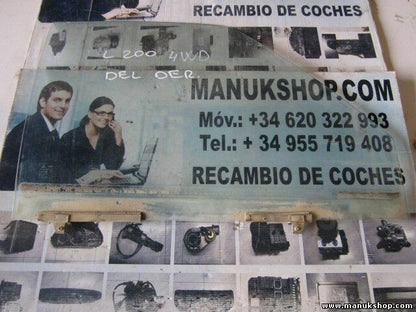 RECAMBIO DE COCHES
L 200 4WD
DEL DER.
MANUKSHOP.COM
Móv.: +34 620 322 993
Tel.: + 34 955 719 408
RECAMBIO DE COCHES
www.manukshop.com